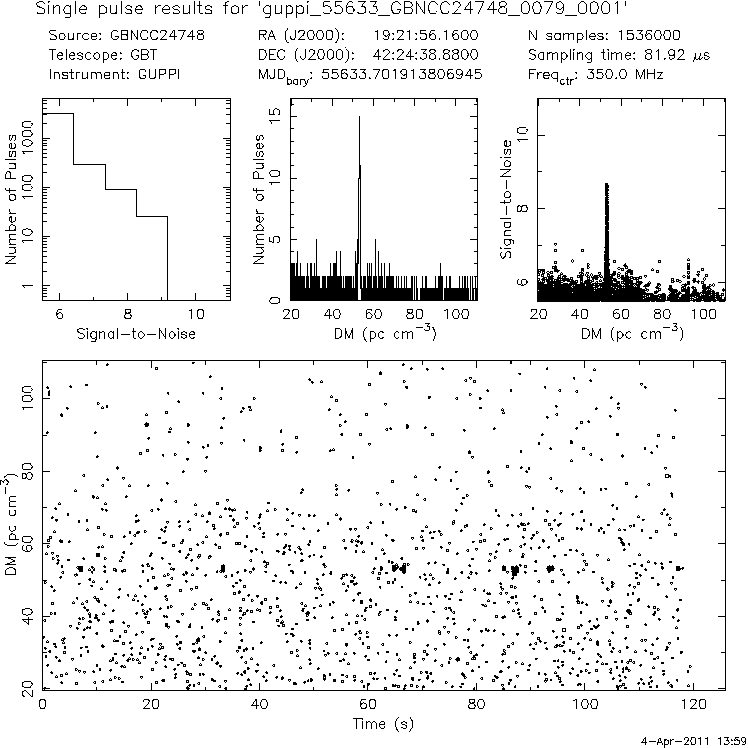 Single pulse results for 'guppi_55633_GBNCC24748_0079_0001'
Source: GBNCC24748 RA (J2000): 19:21:56.1600 N samples: 1536000
Telescope: GBT DEC (J2000): 42:24:38.8800 Sampling time: 81.92 μs
Instrument: GUPPI MJDbary: 55633.701913806945 Freqctr: 350.0 MHz
Number of Pulses
1 10 100 1000
6 8 10
Signal-to-Noise
Number of Pulses
0 5 10 15
20 40 60 80 100
DM (pc cm-3)
Signal-to-Noise
6 8 10
20 40 60 80 100
DM (pc cm-3)
DM (pc cm-3)
20 40 60 80 100
0 20 40 60 80 100 120
Time (s)
4-Apr-2011 13:59